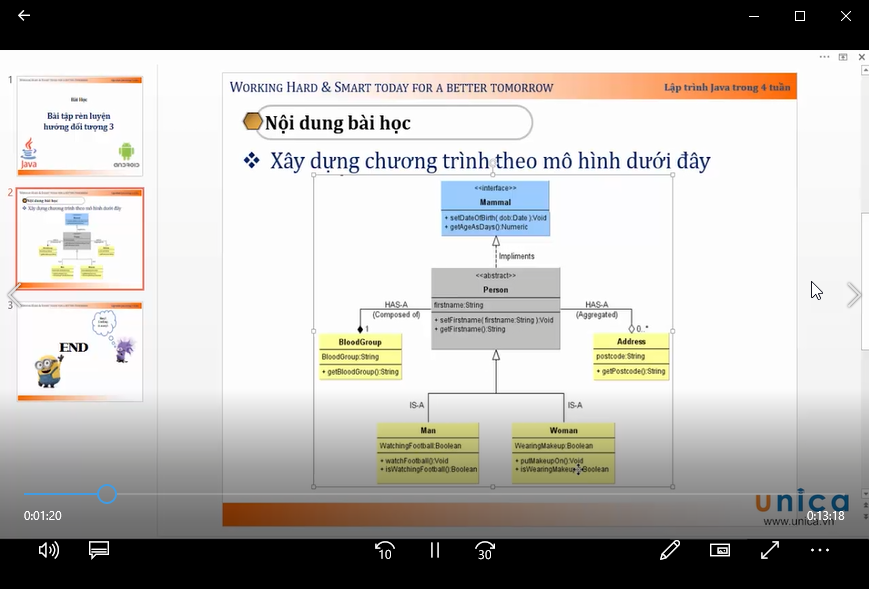 1
Bài Học
Bài tập rèn luyện
hướng đối tượng 3
Java
ANDROID
2
Nội dung bài học
Xây dựng chương trình theo mô hình dưới đây
3
END
WORKING HARD & SMART TODAY FOR A BETTER TOMORROW
Lập trình Java trong 4 tuần
Nội dung bài học
Xây dựng chương trình theo mô hình dưới đây
<<interface>>
Mammal
+ setDateOfBirth( dob:Date ):Void
+ getAgeAsDays():Numeric
Impliments
<<abstract>>
Person
firstname:String
+ setFirstname( firstname:String ):Void
+ getFirstname():String
HAS-A
(Composed of)
1
HAS-A
(Aggregated)
0..*
BloodGroup
BloodGroup:String
+ getBloodGroup():String
Address
postcode:String
+ getPostcode():String
IS-A
IS-A
Man
WatchingFootball:Boolean
+ watchFootball():Void
+ isWatchingFootball():Boolean
Woman
WearingMakeup:Boolean
+ putMakeupOn():Void
+ isWearingMakeup():Boolean
unica
www.unica.vn
0:01:20
0:13:18
10
30